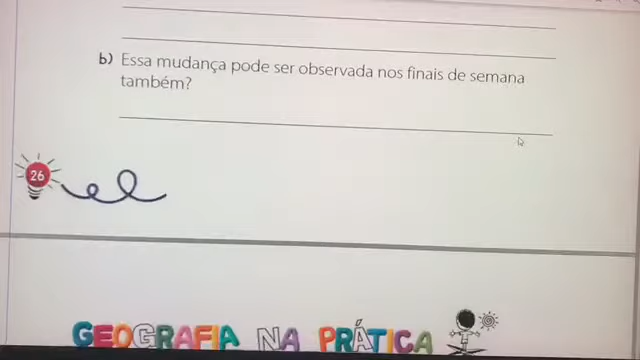 b) Essa mudança pode ser observada nos finais de semana
também?
26
GEOGRAFIA NA PRÁTICA